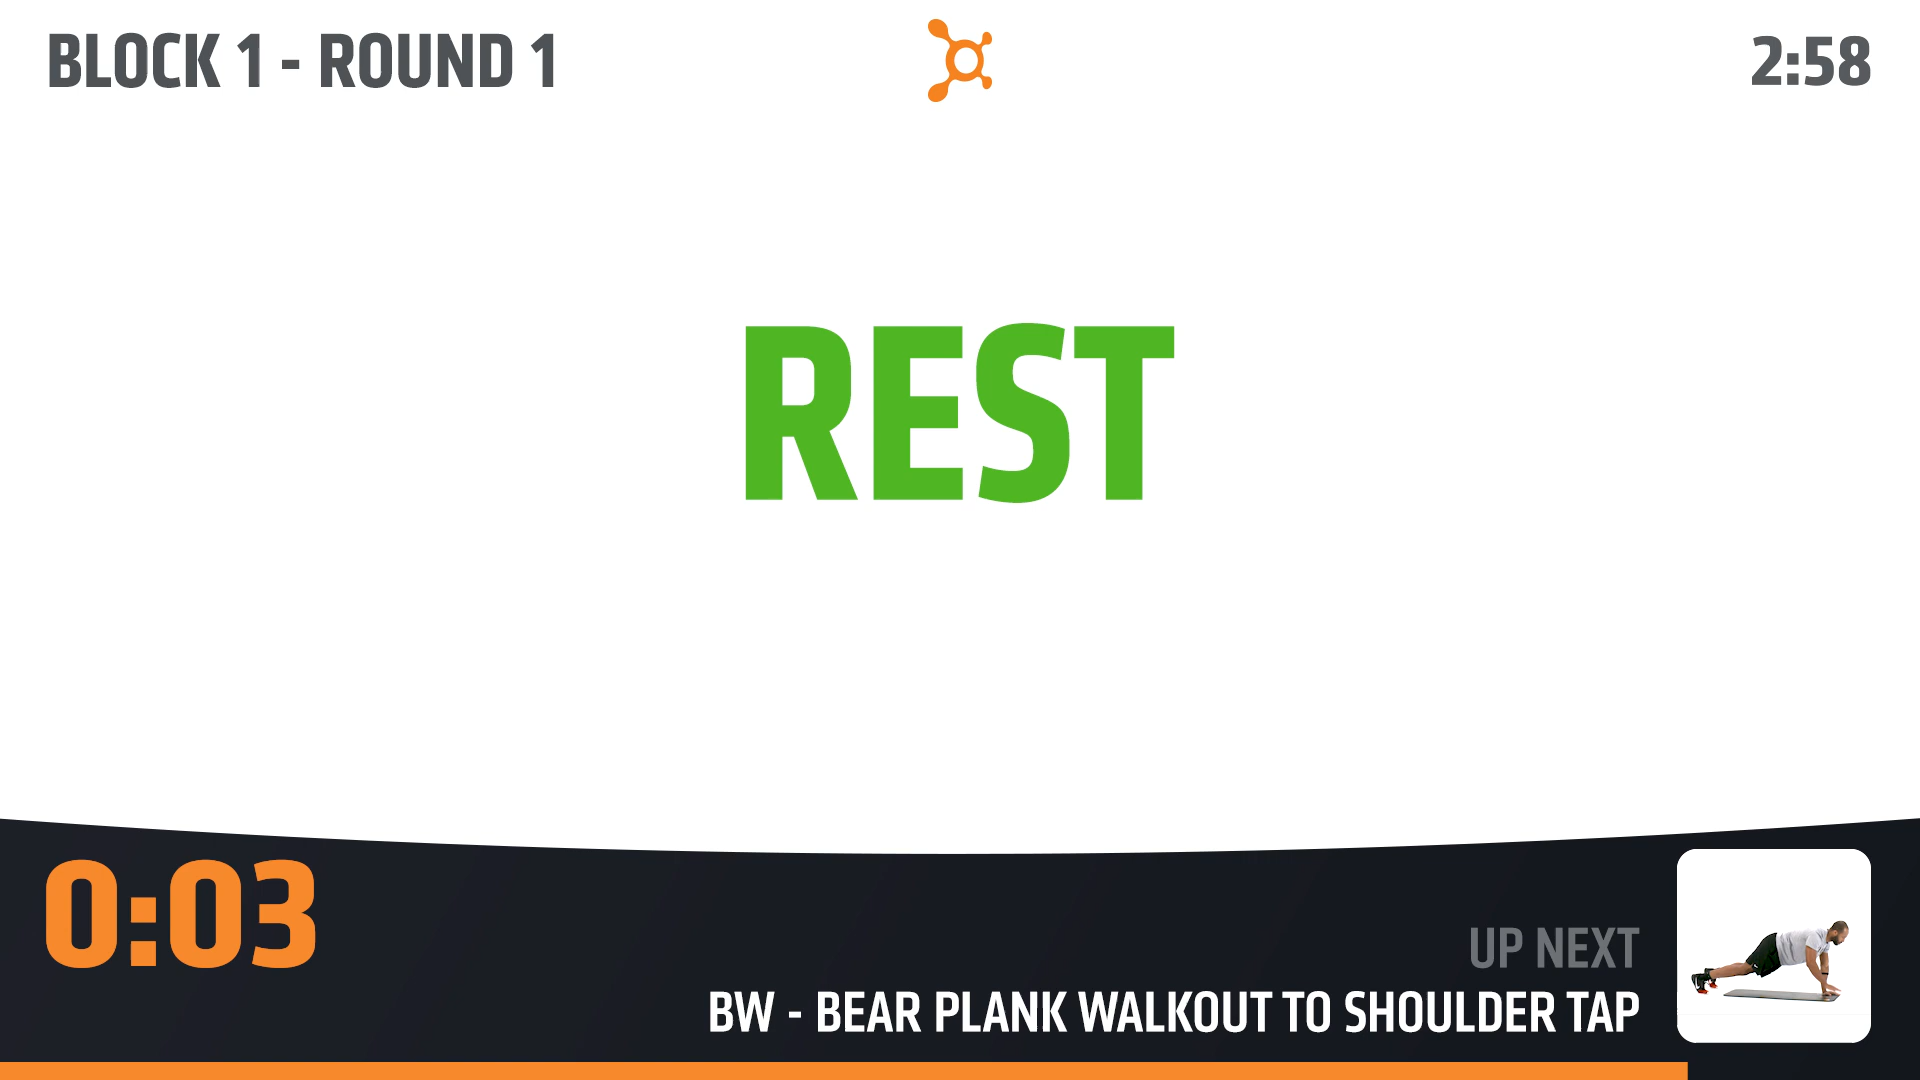 BLOCK 1 - ROUND 1
2:58
REST
0:03
UP NEXT
BW - BEAR PLANK WALKOUT TO SHOULDER TAP